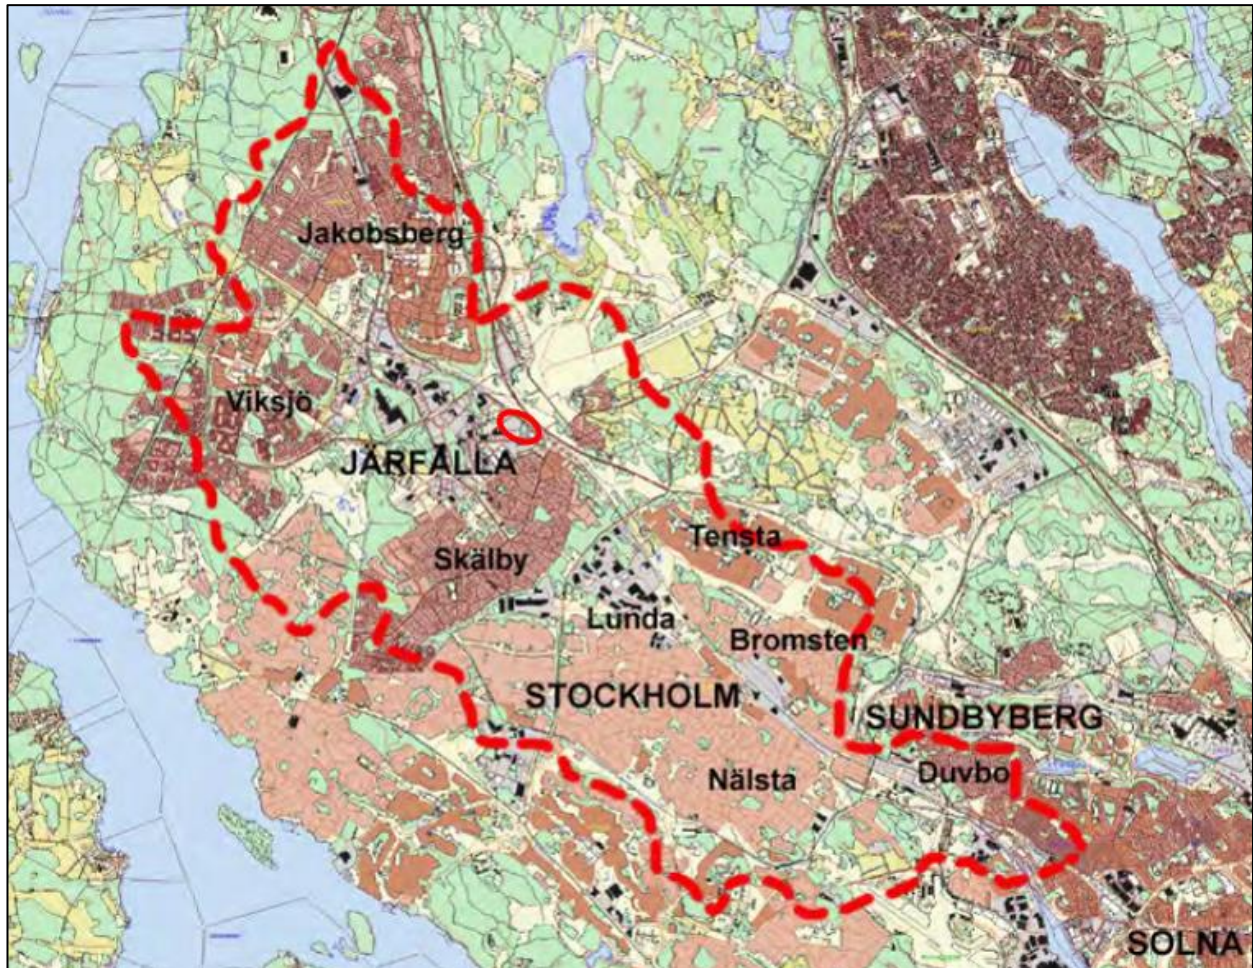 Jakobsberg
Viksjö
JÄRFÄLLA
Tensta
Skälby
Lunda
Bromsten
STOCKHOLM
SUNDBYBERG
Duvbo
Nälsta
SOLNA